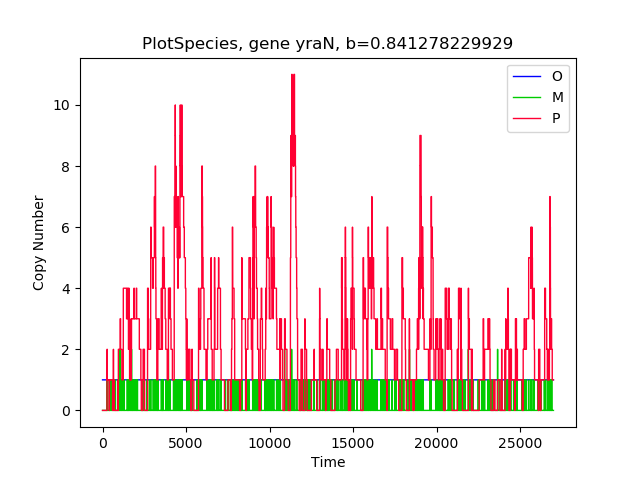 PlotSpecies, gene yraN, b=0.841278229929
O
M
P
10
8
6
4
2
0
Copy Number
0 5000 10000 15000 20000 25000
Time